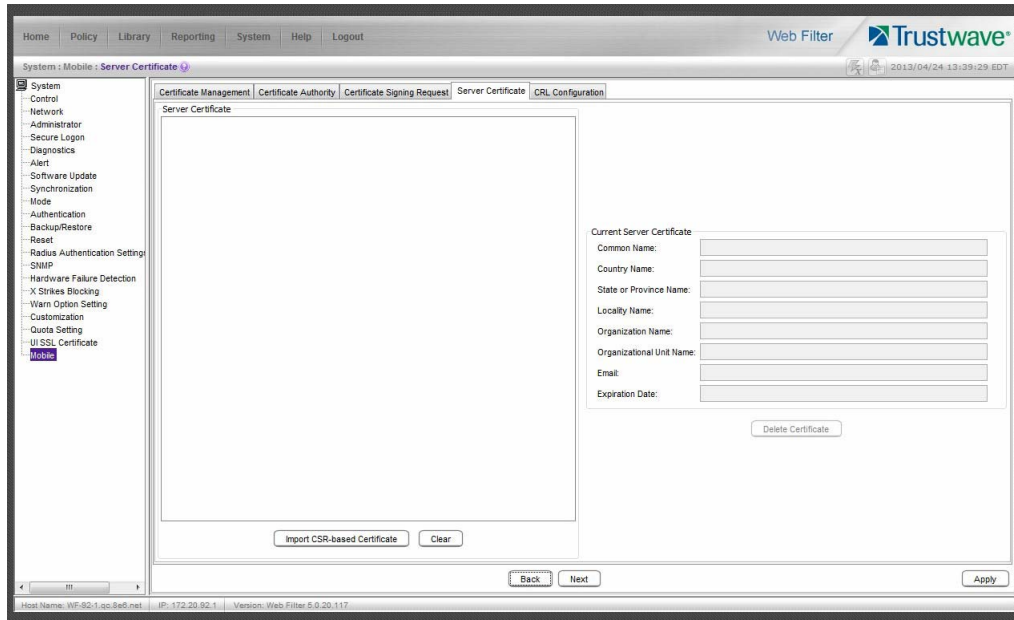 Home Policy Library Reporting System Help Logout
Web Filter Trustwave®
System : Mobile : Server Certificate
2013/04/24 13:39:29 EDT
System
Control
Network
Administrator
Secure Logon
Diagnostics
Alert
Software Update
Synchronization
Mode
Authentication
Backup/Restore
Reset
Radius Authentication Settings
SNMP
Hardware Failure Detection
X Strikes Blocking
Warn Option Setting
Customization
Quota Setting
UI SSL Certificate
Mobile
Certificate Management Certificate Authority Certificate Signing Request Server Certificate CRL Configuration
Server Certificate
Current Server Certificate
Common Name:
Country Name:
State or Province Name:
Locality Name:
Organization Name:
Organizational Unit Name:
Email:
Expiration Date:
Delete Certificate
Import CSR-based Certificate Clear
Back Next Apply
Host Name: WF-92-1.qc.8e6.net IP: 172.20.92.1 Version: Web Filter 5.0.20.117